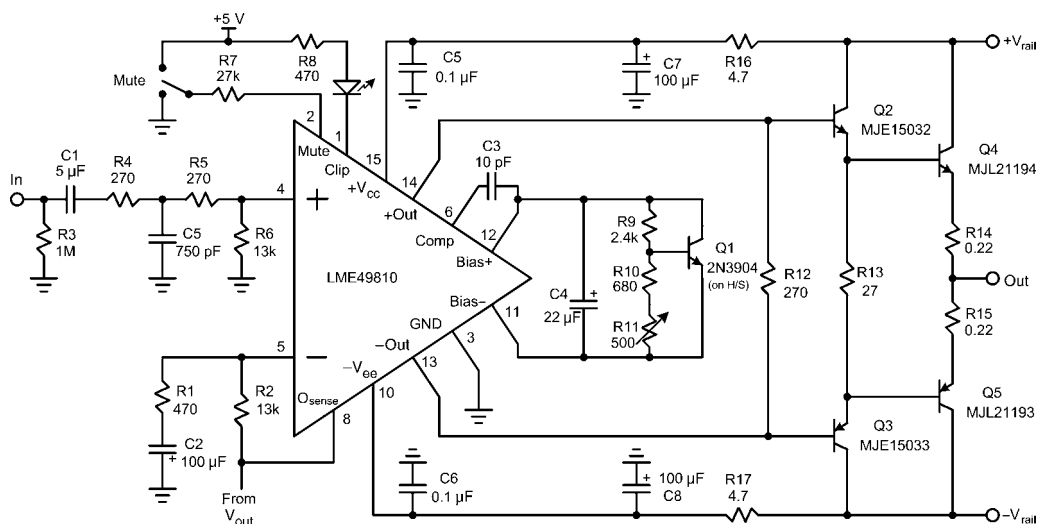 +5 V
R7
27k
R8
470
Mute
C5
0.1 µF
+
C7
100 µF
R16
4.7
+Vrail
2
1
15
14
6
12
Mute
Clip
+Vcc
+Out
Comp
Bias+
C3
10 pF
Q2
MJE15032
Q4
MJL21194
In
C1
5 µF
R4
270
R5
270
4
+
R3
1M
C5
750 pF
R6
13k
LME49810
R9
2.4k
Q1
2N3904
(on H/S)
R10
680
C4
22 µF
+
R11
500
R12
270
R13
27
R14
0.22
Out
R15
0.22
Bias–
11
GND
3
–Out
13
–Vee
10
Osense
8
5
–
R1
470
R2
13k
C2
100 µF
+
From
Vout
Q3
MJE15033
Q5
MJL21193
C6
0.1 µF
+
100 µF
C8
R17
4.7
–Vrail